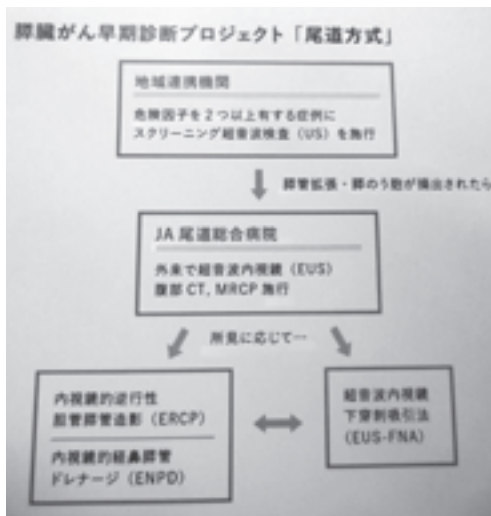 膵臓がん早期診断プロジェクト「尾道方式」
地域連携機関
危険因子を2つ以上有する症例に
スクリーニング超音波検査（US）を施行
膵管拡張・膵のう胞が描出されたら
JA 尾道総合病院
外来で超音波内視鏡（EUS）
腹部 CT, MRCP 施行
所見に応じて…
内視鏡的逆行性
胆管膵管造影（ERCP）
内視鏡的経鼻膵管
ドレナージ（ENPD）
超音波内視鏡
下穿刺吸引法
(EUS-FNA)